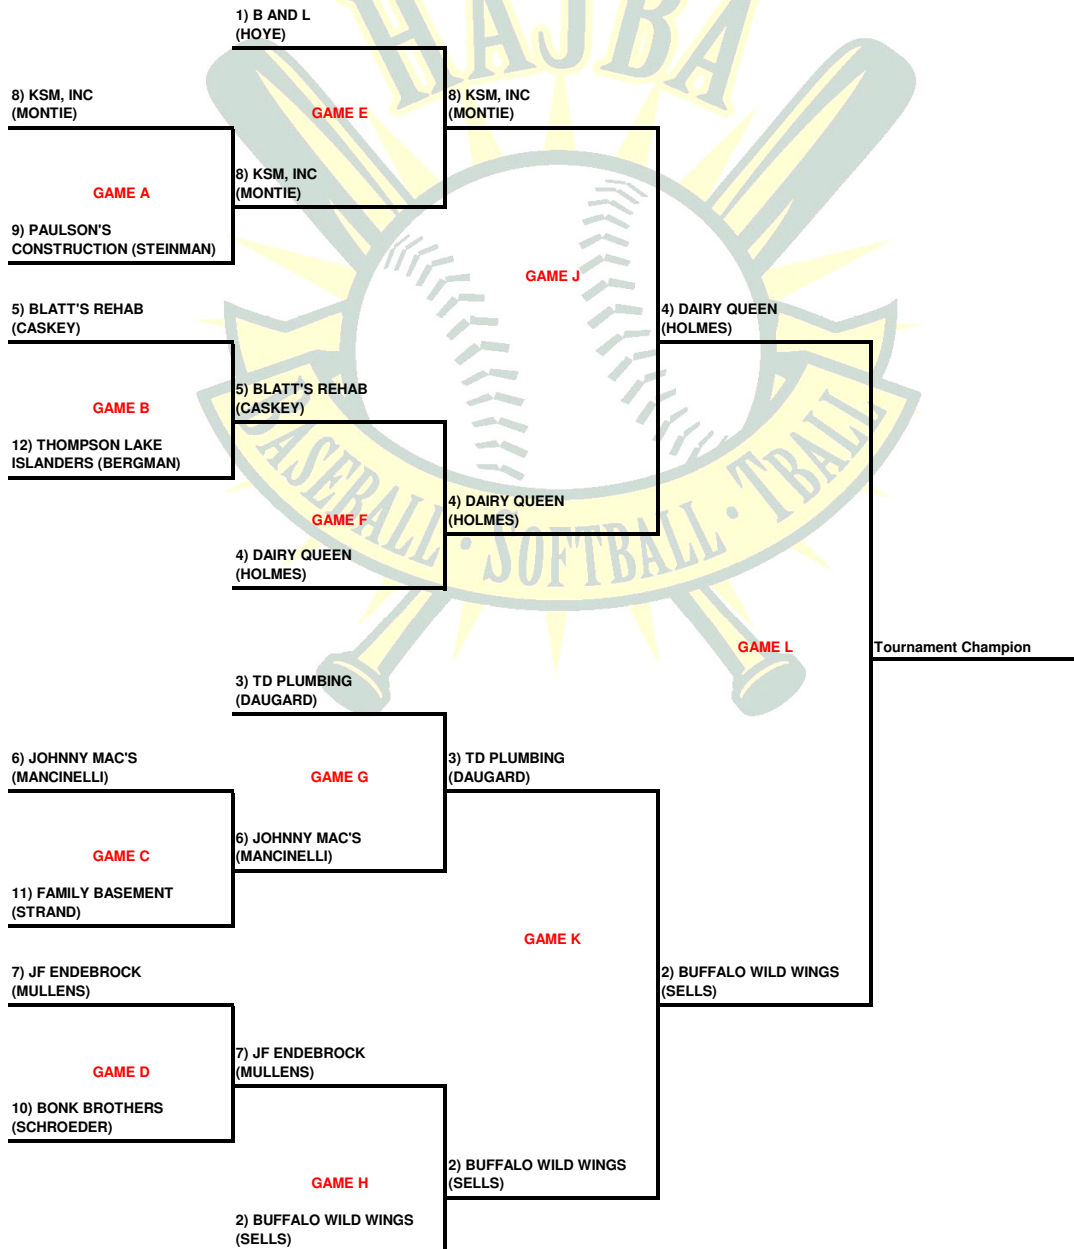 HAJBA
1) B AND L
(HOYE)
8) KSM, INC
(MONTIE)
GAME E
8) KSM, INC
(MONTIE)
8) KSM, INC
(MONTIE)
GAME A
9) PAULSON'S
CONSTRUCTION (STEINMAN)
GAME J
5) BLATT'S REHAB
(CASKEY)
4) DAIRY QUEEN
(HOLMES)
5) BLATT'S REHAB
(CASKEY)
GAME B
12) THOMPSON LAKE
ISLANDERS (BERGMAN)
BASEBALL · SOFTBALL · TBALL
4) DAIRY QUEEN
(HOLMES)
GAME F
4) DAIRY QUEEN
(HOLMES)
GAME L
Tournament Champion
3) TD PLUMBING
(DAUGARD)
6) JOHNNY MAC'S
(MANCINELLI)
GAME G
3) TD PLUMBING
(DAUGARD)
6) JOHNNY MAC'S
(MANCINELLI)
GAME C
11) FAMILY BASEMENT
(STRAND)
GAME K
7) JF ENDEBROCK
(MULLENS)
2) BUFFALO WILD WINGS
(SELLS)
7) JF ENDEBROCK
(MULLENS)
GAME D
10) BONK BROTHERS
(SCHROEDER)
2) BUFFALO WILD WINGS
(SELLS)
GAME H
2) BUFFALO WILD WINGS
(SELLS)